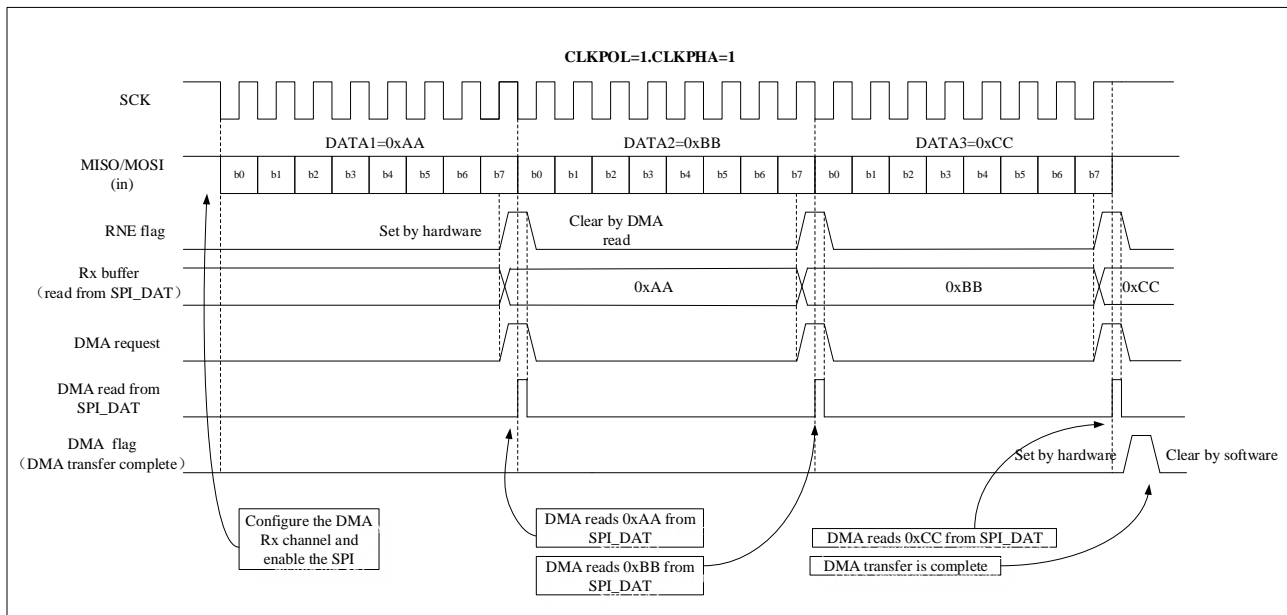 CLKPOL=1.CLKPHA=1
SCK
DATA1=0xAA DATA2=0xBB DATA3=0xCC
MISO/MOSI
(in)
b0 b1 b2 b3 b4 b5 b6 b7 b0 b1 b2 b3 b4 b5 b6 b7 b0 b1 b2 b3 b4 b5 b6 b7
RNE flag
Set by hardware
Clear by DMA
read
Rx buffer
（read from SPI_DAT）
0xAA 0xBB 0xCC
DMA request
DMA read from
SPI_DAT
DMA flag
（DMA transfer complete）
Set by hardware Clear by software
Configure the DMA
Rx channel and
enable the SPI
DMA reads 0xAA from
SPI_DAT
DMA reads 0xBB from
SPI_DAT
DMA reads 0xCC from SPI_DAT
DMA transfer is complete